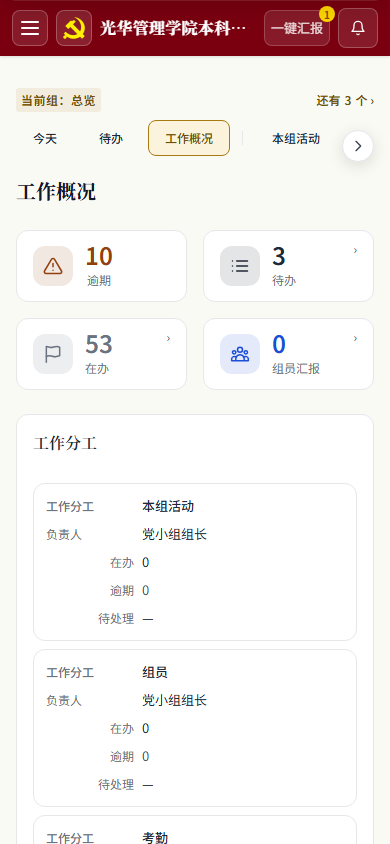 光华管理学院本科…
一键汇报
1
当前组：总览
还有 3 个 ›
今天
待办
工作概况
本组活动
工作概况
10
逾期
3
待办
53
在办
0
组员汇报
工作分工
工作分工 本组活动
负责人 党小组组长
在办 0
逾期 0
待处理 —
工作分工 组员
负责人 党小组组长
在办 0
逾期 0
待处理 —
工作分工 考勤